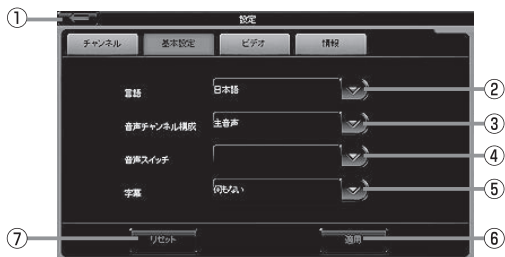 ① 設定
チャンネル 基本設定 ビデオ 情報
言語 日本語 ②
音声チャンネル構成 主音声 ③
音声スイッチ ④
字幕 何もない ⑤
⑦ リセット 適用 ⑥